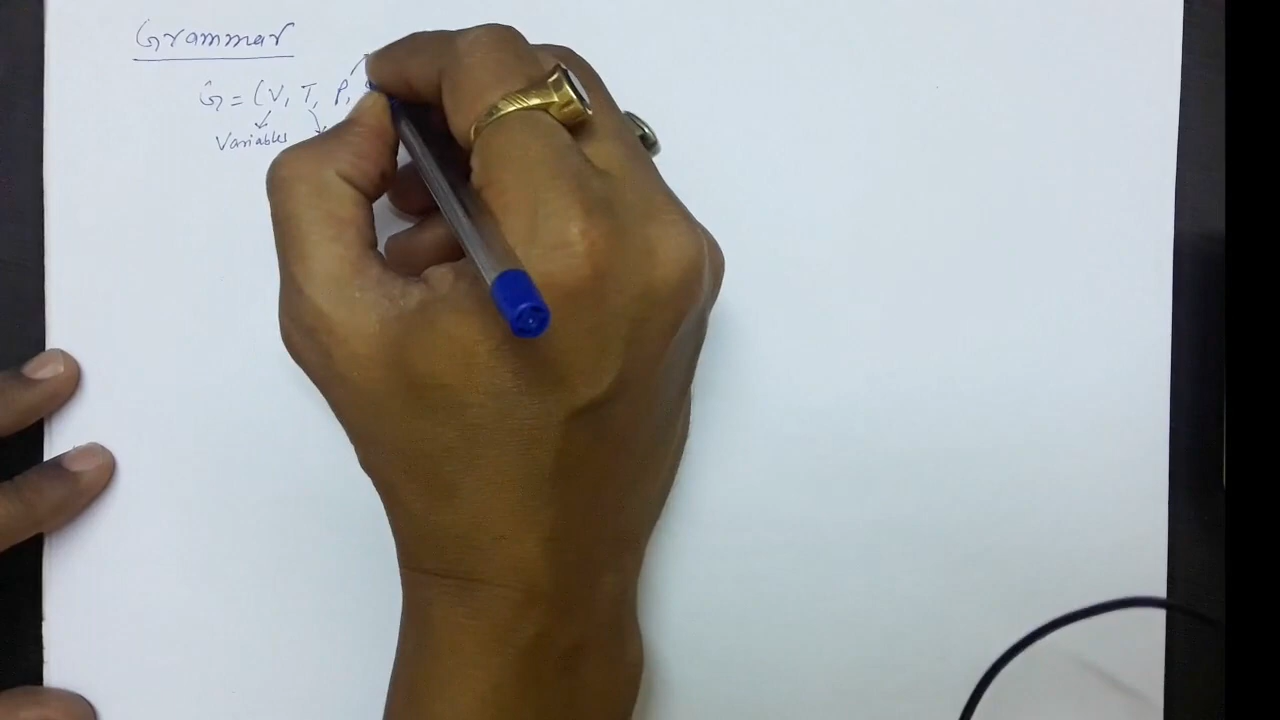 Grammar
G = (V, T, P,
Variables